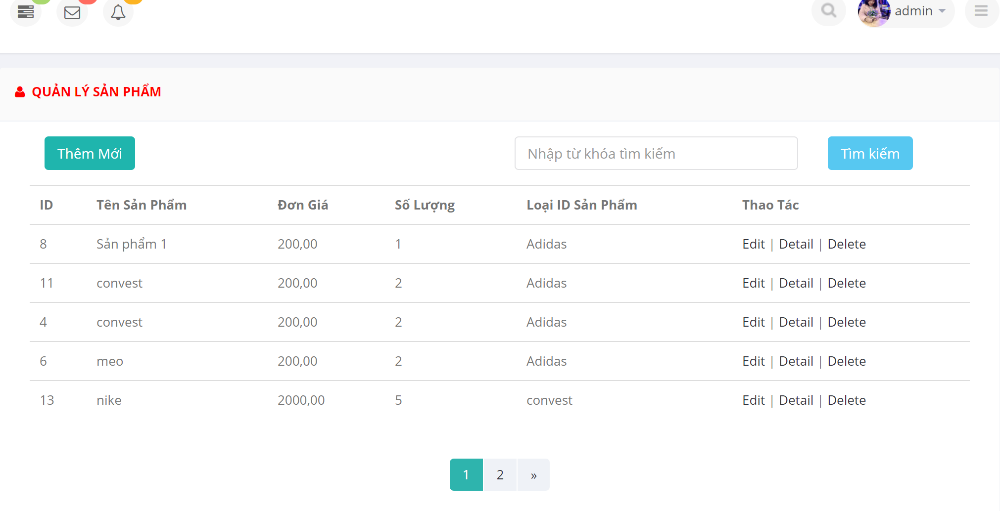 admin
QUẢN LÝ SẢN PHẨM
Thêm Mới Nhập từ khóa tìm kiếm Tìm kiếm
ID Tên Sản Phẩm Đơn Giá Số Lượng Loại ID Sản Phẩm Thao Tác
8 Sản phẩm 1 200,00 1 Adidas Edit | Detail | Delete
11 convest 200,00 2 Adidas Edit | Detail | Delete
4 convest 200,00 2 Adidas Edit | Detail | Delete
6 meo 200,00 2 Adidas Edit | Detail | Delete
13 nike 2000,00 5 convest Edit | Detail | Delete
1 2 »